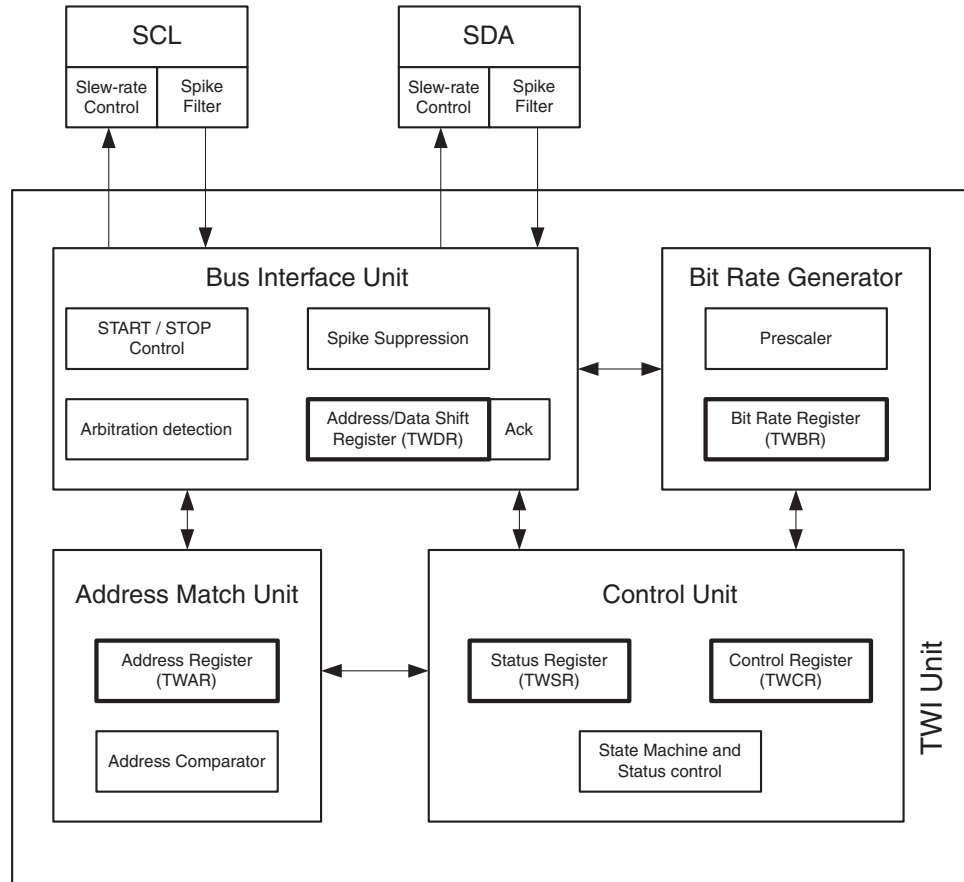 SCL
Slew-rate
Control
Spike
Filter
SDA
Slew-rate
Control
Spike
Filter
Bus Interface Unit
START / STOP
Control
Spike Suppression
Arbitration detection
Address/Data Shift
Register (TWDR)
Ack
Bit Rate Generator
Prescaler
Bit Rate Register
(TWBR)
Address Match Unit
Address Register
(TWAR)
Address Comparator
Control Unit
Status Register
(TWSR)
Control Register
(TWCR)
State Machine and
Status control
TWI Unit